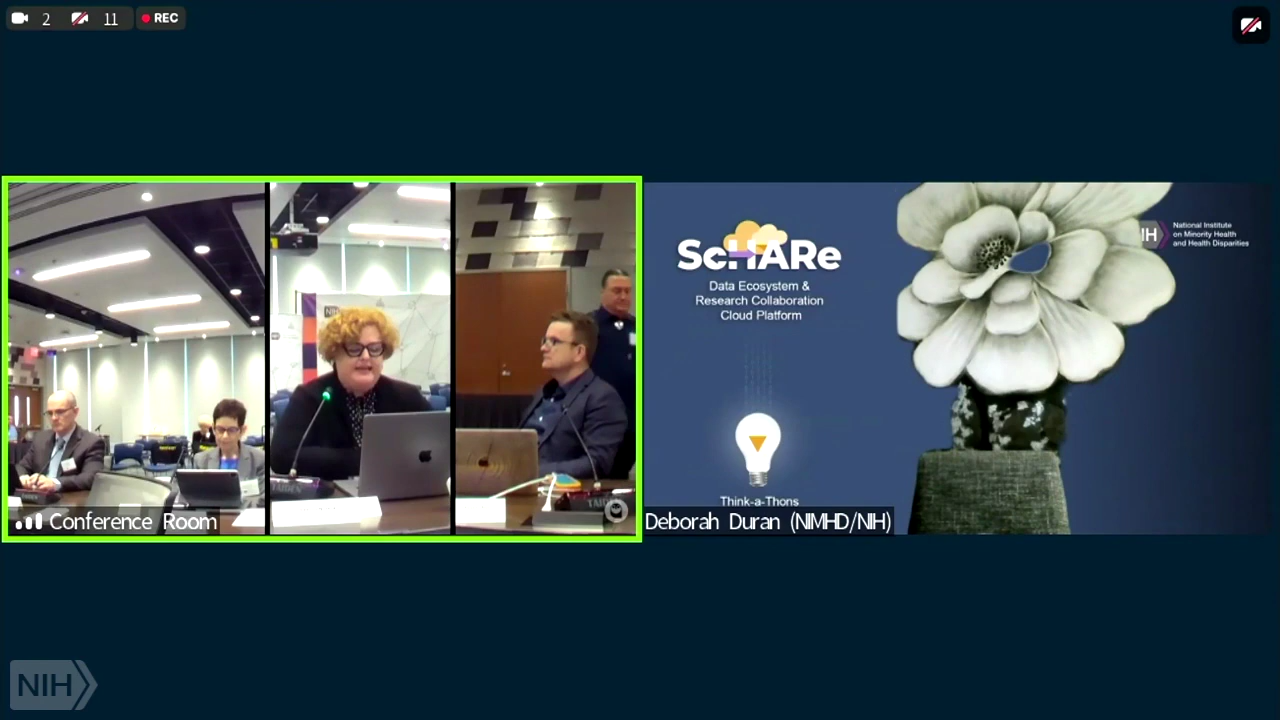 2 11 REC
ScHARe
Data Ecosystem &
Research Collaboration
Cloud Platform
Think-a-Thons
IH
National Institute
on Minority Health
and Health Disparities
Conference Room
Deborah Duran (NIMHD/NIH)
NIH